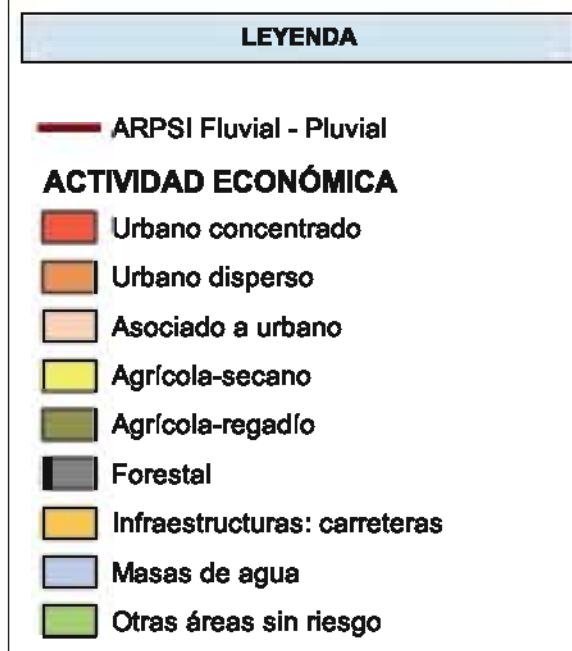 LEYENDA
ARPSI Fluvial - Pluvial
ACTIVIDAD ECONÓMICA
Urbano concentrado
Urbano disperso
Asociado a urbano
Agrícola-secano
Agrícola-regadío
Forestal
Infraestructuras: carreteras
Masas de agua
Otras áreas sin riesgo